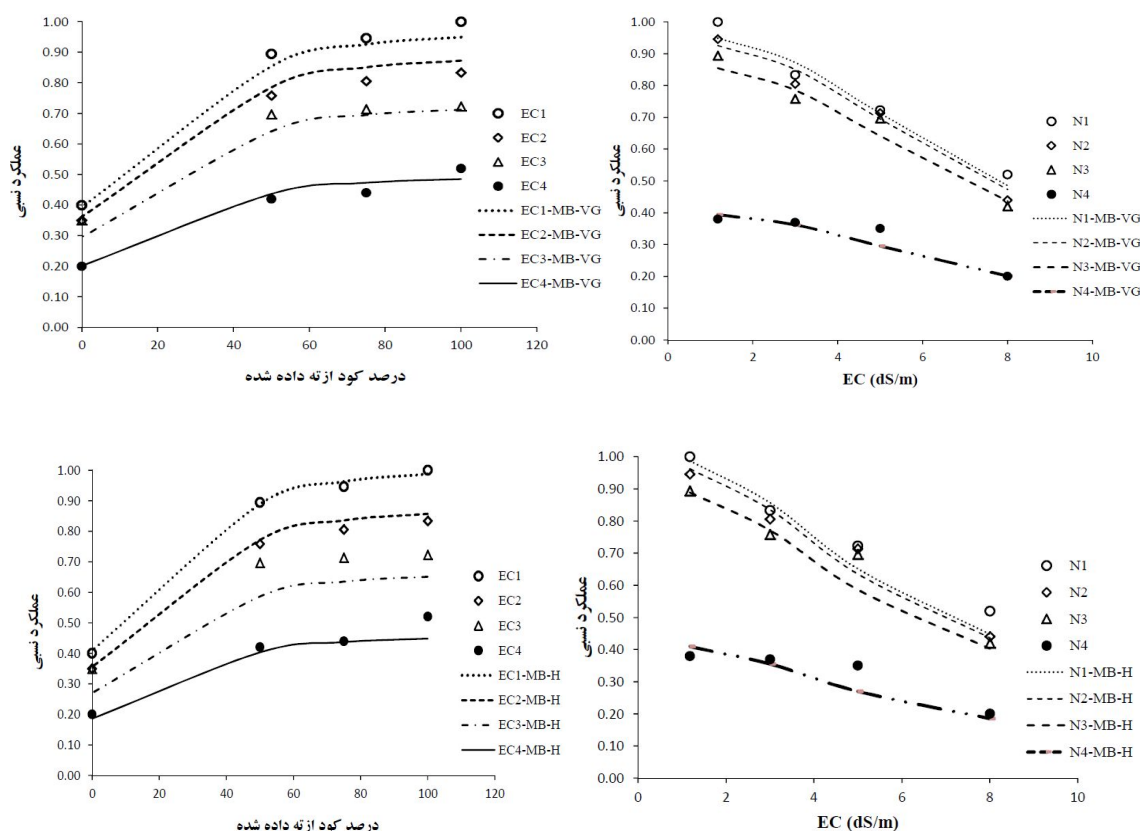 1.00
0.90
0.80
0.70
0.60
0.50
0.40
0.30
0.20
0.10
0.00
عملکرد نسبی
0 20 40 60 80 100 120
درصد کود ازته داده شده
EC1
EC2
EC3
EC4
EC1-MB-VG
EC2-MB-VG
EC3-MB-VG
EC4-MB-VG
1.00
0.90
0.80
0.70
0.60
0.50
0.40
0.30
0.20
0.10
0.00
عملکرد نسبی
0 2 4 6 8 10
EC (dS/m)
N1
N2
N3
N4
N1-MB-VG
N2-MB-VG
N3-MB-VG
N4-MB-VG
1.00
0.90
0.80
0.70
0.60
0.50
0.40
0.30
0.20
0.10
0.00
عملکرد نسبی
0 20 40 60 80 100 120
درصد کود ازته داده شده
EC1
EC2
EC3
EC4
EC1-MB-H
EC2-MB-H
EC3-MB-H
EC4-MB-H
1.00
0.90
0.80
0.70
0.60
0.50
0.40
0.30
0.20
0.10
0.00
عملکرد نسبی
0 2 4 6 8 10
EC (dS/m)
N1
N2
N3
N4
N1-MB-H
N2-MB-H
N3-MB-H
N4-MB-H